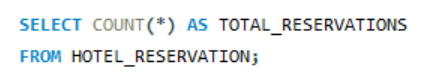 SELECT COUNT(*) AS TOTAL_RESERVATIONS
FROM HOTEL_RESERVATION;